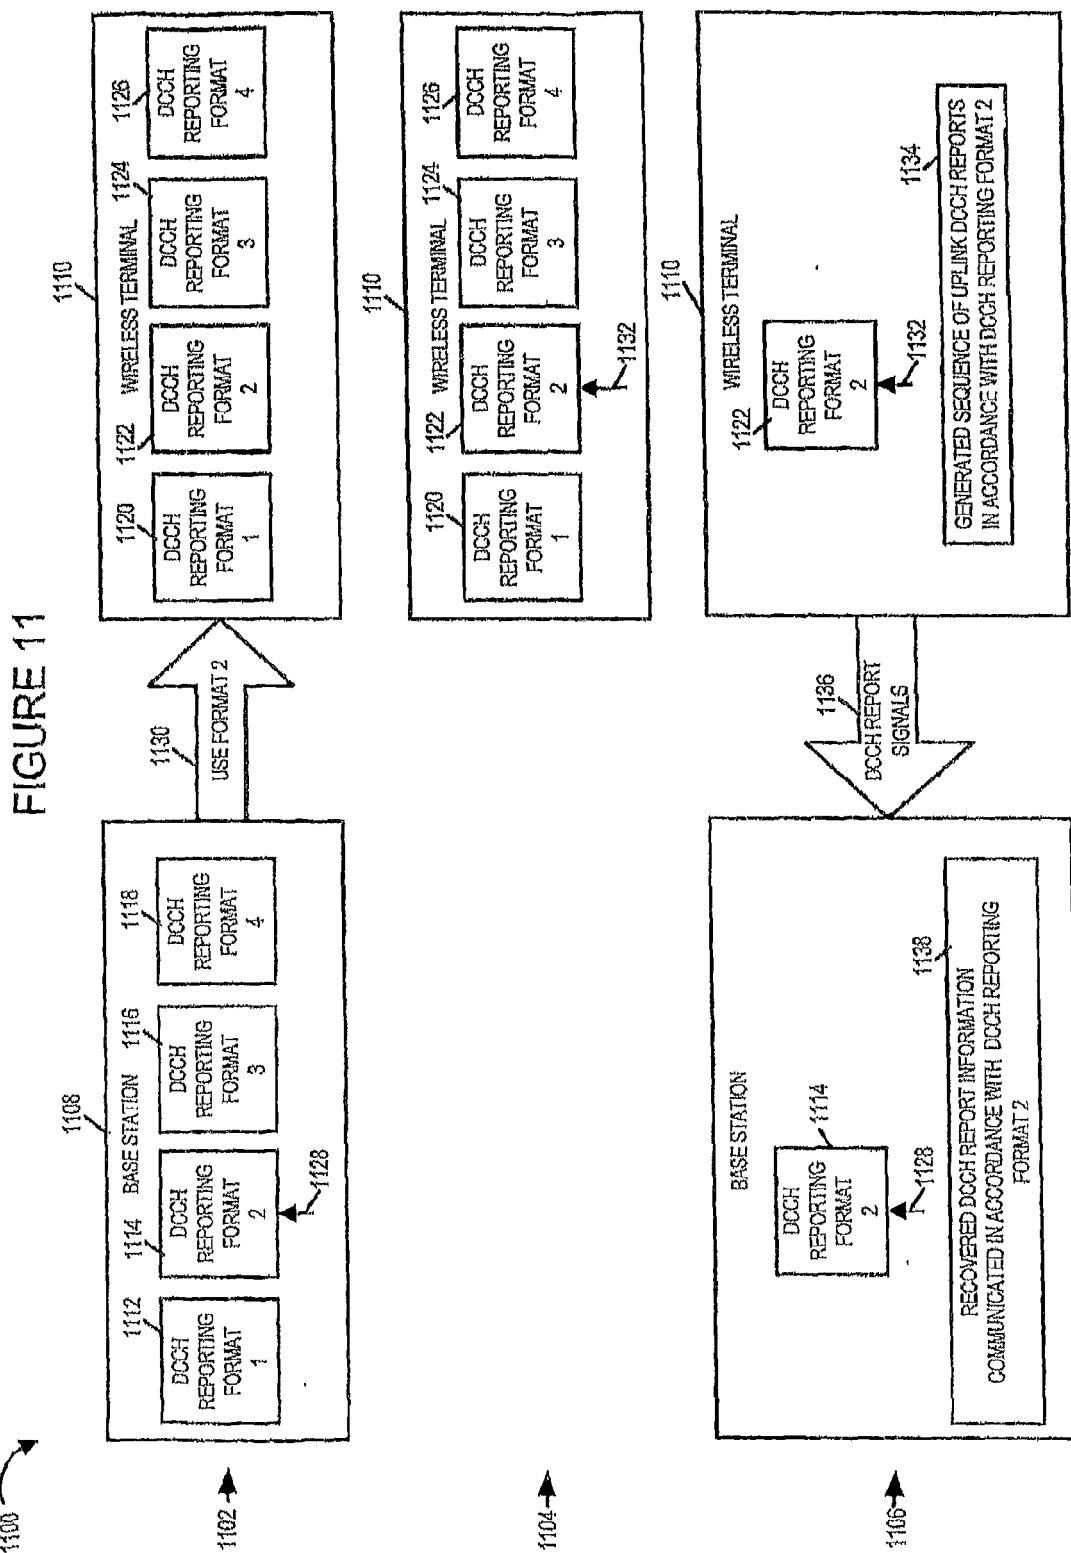 FIGURE 11
1100
1102
1108
BASE STATION
1112
DCCH
REPORTING
FORMAT
1
1114
DCCH
REPORTING
FORMAT
2
1128
1116
DCCH
REPORTING
FORMAT
3
1118
DCCH
REPORTING
FORMAT
4
1130
USE FORMAT 2
1110
WIRELESS TERMINAL
1120
DCCH
REPORTING
FORMAT
1
1122
DCCH
REPORTING
FORMAT
2
1124
DCCH
REPORTING
FORMAT
3
1126
DCCH
REPORTING
FORMAT
4
1104
1110
WIRELESS TERMINAL
1120
DCCH
REPORTING
FORMAT
1
1122
DCCH
REPORTING
FORMAT
2
1132
1124
DCCH
REPORTING
FORMAT
3
1126
DCCH
REPORTING
FORMAT
4
1106
BASE STATION
1114
DCCH
REPORTING
FORMAT
2
1128
1138
RECOVERED DCCH REPORT INFORMATION
COMMUNICATED IN ACCORDANCE WITH DCCH REPORTING
FORMAT 2
1136
DCCH REPORT
SIGNALS
1110
WIRELESS TERMINAL
1122
DCCH
REPORTING
FORMAT
2
1132
1134
GENERATED SEQUENCE OF UPLINK DCCH REPORTS
IN ACCORDANCE WITH DCCH REPORTING FORMAT 2